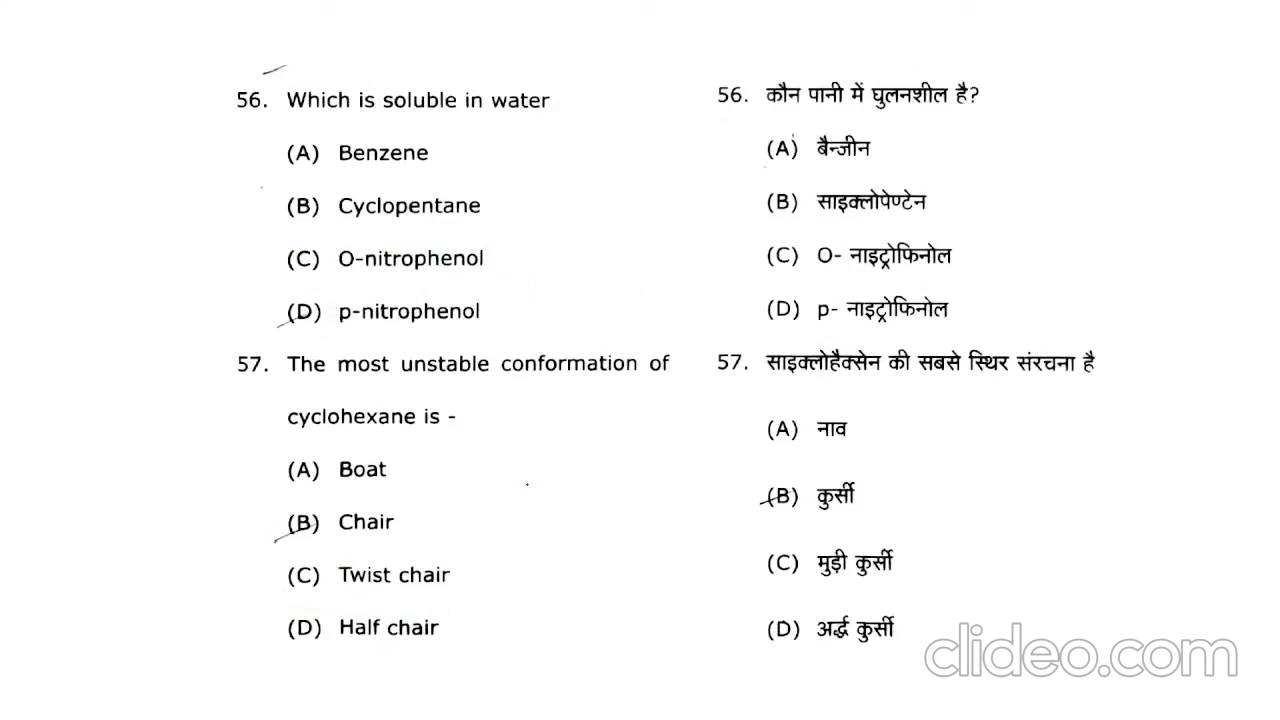 56. Which is soluble in water
(A) Benzene
(B) Cyclopentane
(C) O-nitrophenol
(D) p-nitrophenol
57. The most unstable conformation of
cyclohexane is -
(A) Boat
(B) Chair
(C) Twist chair
(D) Half chair
56. कौन पानी में घुलनशील है?
(A) बैन्जीन
(B) साइक्लोपेण्टेन
(C) O- नाइट्रोफिनोल
(D) p- नाइट्रोफिनोल
57. साइक्लोहैक्सेन की सबसे स्थिर संरचना है
(A) नाव
(B) कुर्सी
(C) मुड़ी कुर्सी
(D) अर्द्ध कुर्सी
clideo.com